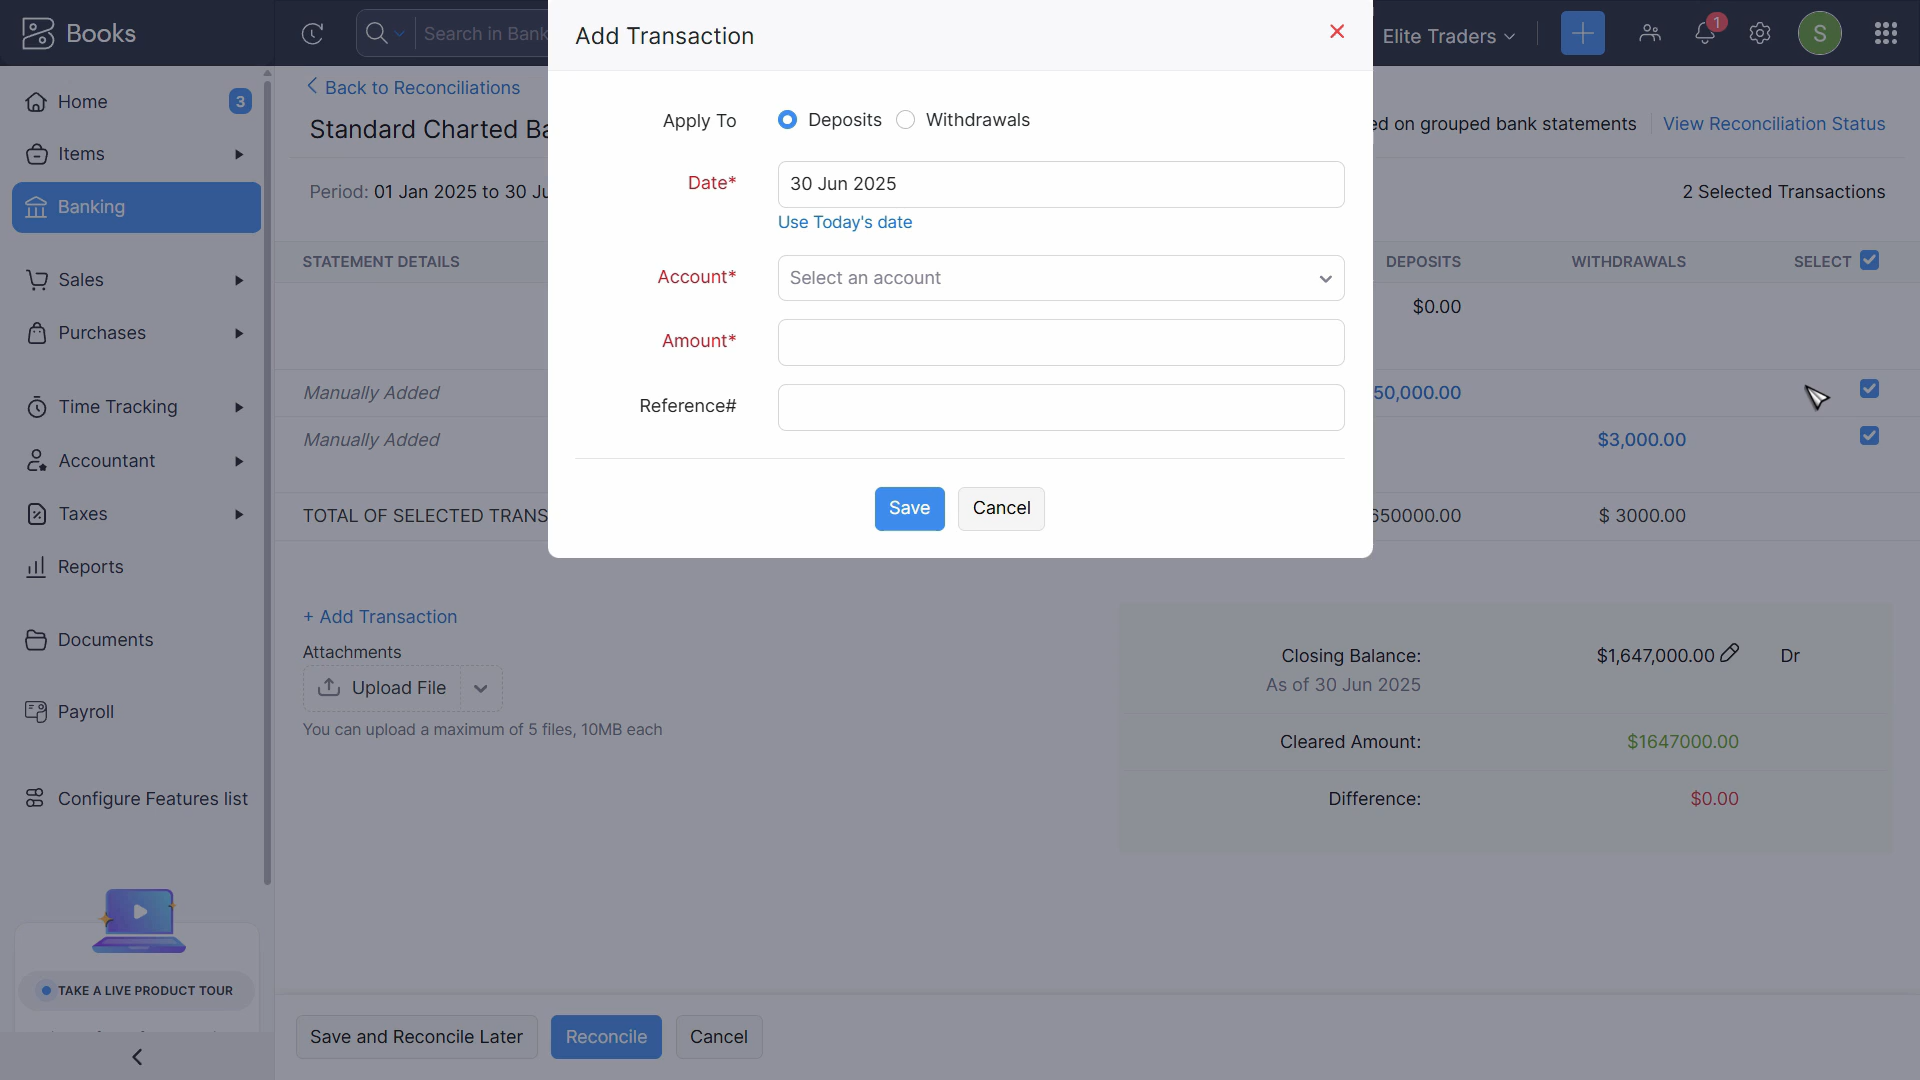 Books
Search in Bank
Add Transaction
Elite Traders
1
S
Home
3
Items
Banking
Sales
Purchases
Time Tracking
Accountant
Taxes
Reports
Documents
Payroll
Configure Features list
TAKE A LIVE PRODUCT TOUR
Back to Reconciliations
Standard Charted Ba
ed on grouped bank statements
View Reconciliation Status
Period: 01 Jan 2025 to 30 Ju
2 Selected Transactions
Apply To
Deposits
Withdrawals
Date*
30 Jun 2025
Use Today's date
Account*
Select an account
Amount*
Reference#
Save
Cancel
STATEMENT DETAILS
DEPOSITS
WITHDRAWALS
SELECT
$0.00
Manually Added
50,000.00
Manually Added
$3,000.00
TOTAL OF SELECTED TRANS
650000.00
$ 3000.00
+ Add Transaction
Attachments
Upload File
You can upload a maximum of 5 files, 10MB each
Closing Balance:
$1,647,000.00
Dr
As of 30 Jun 2025
Cleared Amount:
$1647000.00
Difference:
$0.00
Save and Reconcile Later
Reconcile
Cancel